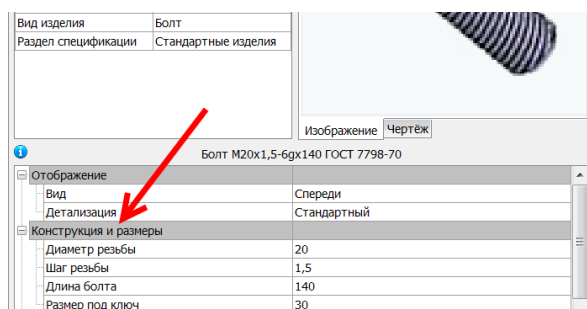 Вид изделия Болт
Раздел спецификации Стандартные изделия
Изображение Чертёж
Болт М20х1,5-6gх140 ГОСТ 7798-70
Отображение
Вид Спереди
Детализация Стандартный
Конструкция и размеры
Диаметр резьбы 20
Шаг резьбы 1,5
Длина болта 140
Размер под ключ 30